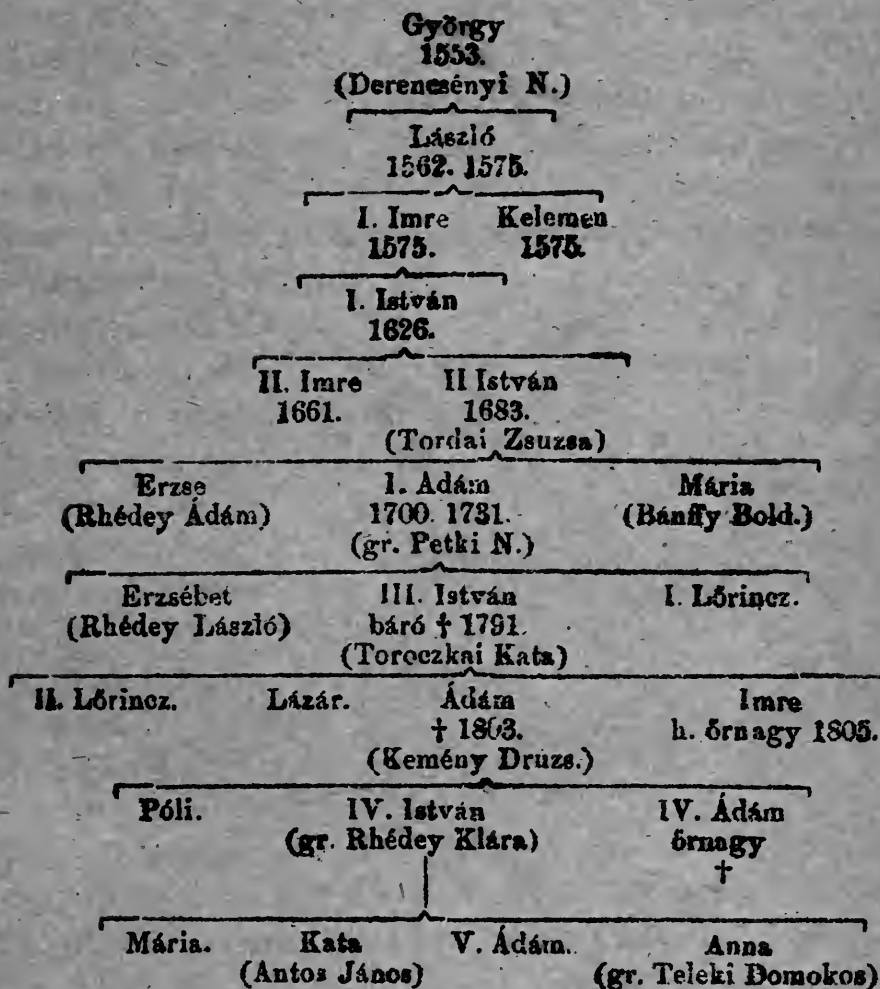 György
1553.
(Derencsényi N.)
László
1562. 1575.
I. Imre Kelemen
1575. 1575.
I. István
1626.
II. Imre II István
1661. 1683.
(Tordai Zsuzsa)
Erzse I. Ádám Mária
(Rhédey Ádám) 1700. 1731. (Bánffy Bold.)
(gr. Petki N.)
Erzsébet III. István I. Lőrincz.
(Rhédey László) báró † 1791.
(Toroczkai Kata)
II. Lőrincz. Lázár. Ádám Imre
† 1803. h. őrnagy 1805.
(Kemény Druzs.)
Póli. IV. István IV. Ádám
(gr. Rhédey Klára) őrnagy
†
Mária. Kata V. Ádám. Anna
(Antos János) (gr. Teleki Domokos)